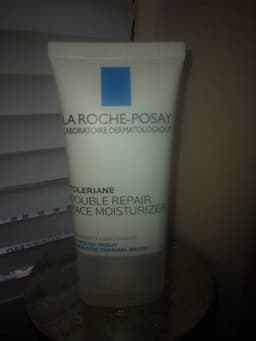 LA ROCHE-POSAY
LABORATOIRE DERMATOLOGIQUE
TOLERIANE
DOUBLE REPAIR
FACE MOISTURIZER